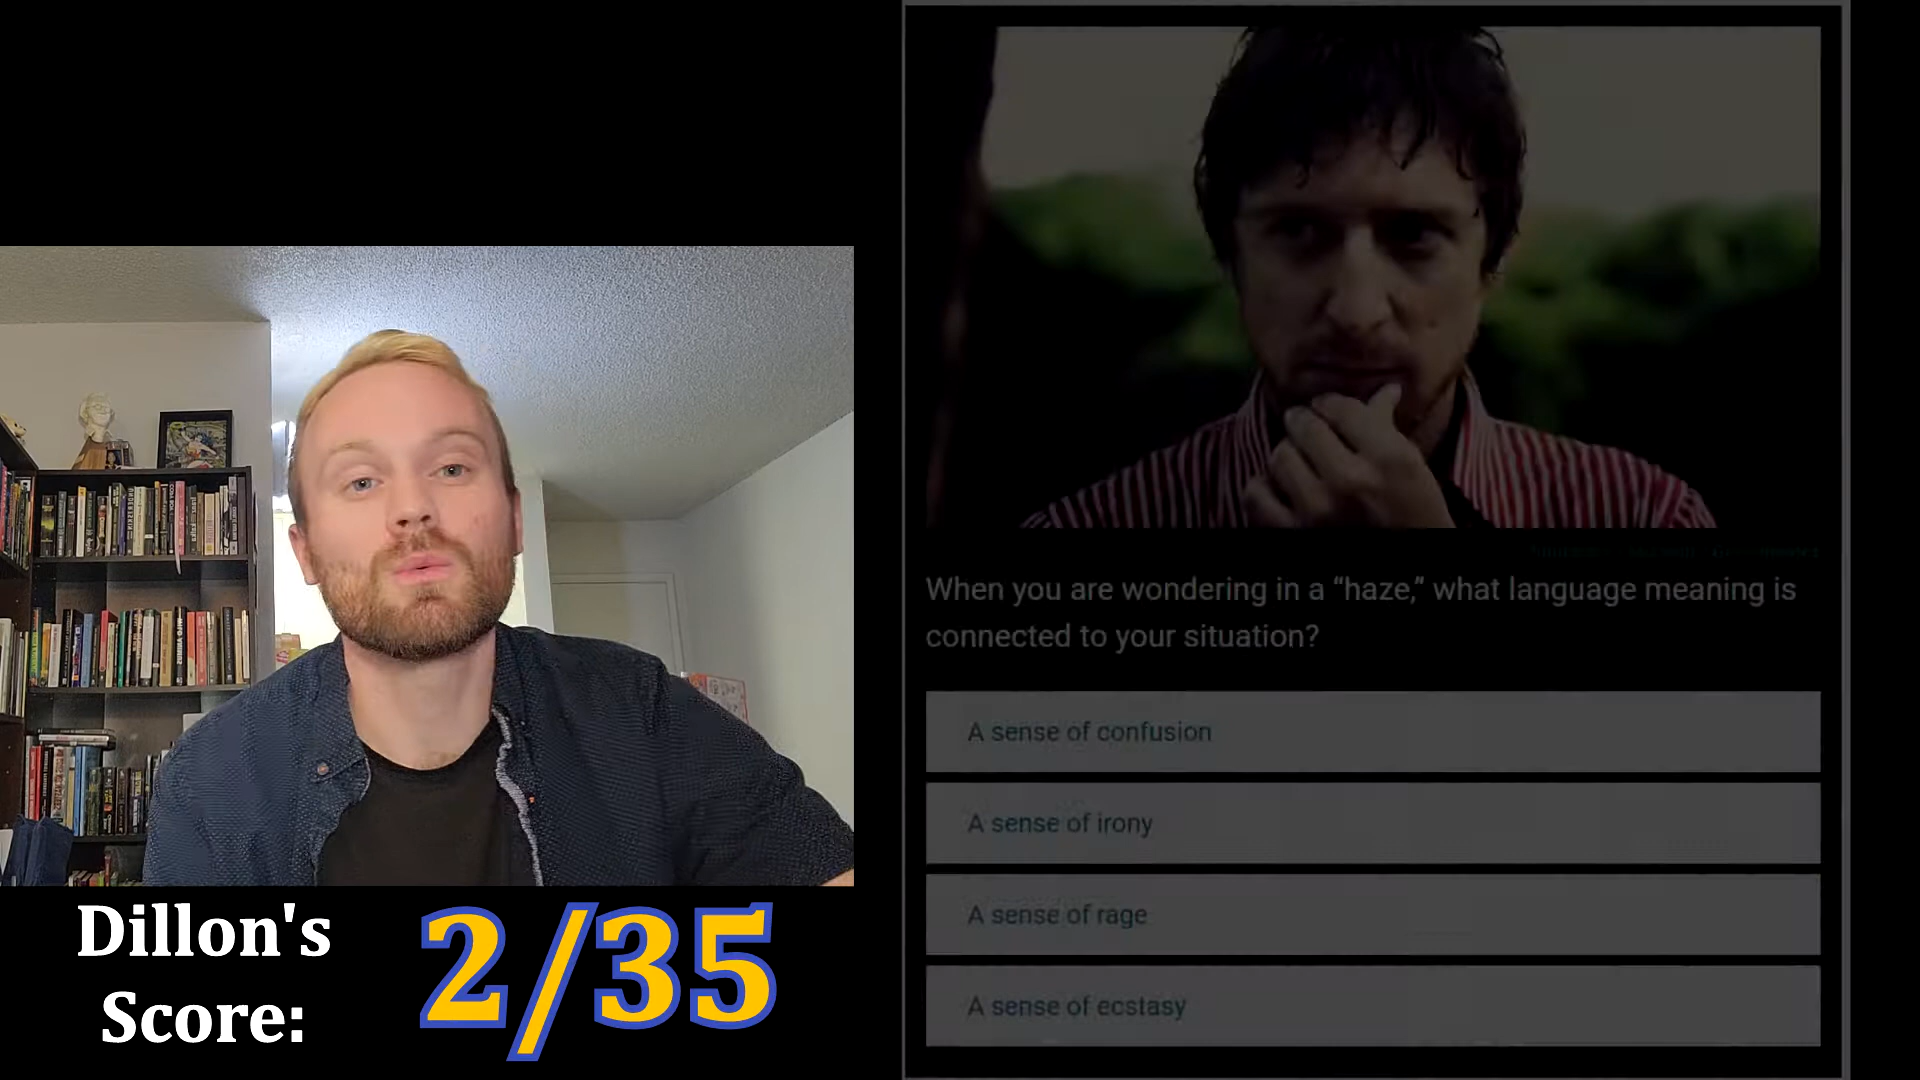 Dillon's
Score:
2/35
When you are wondering in a “haze,” what language meaning is
connected to your situation?
A sense of confusion
A sense of irony
A sense of rage
A sense of ecstasy